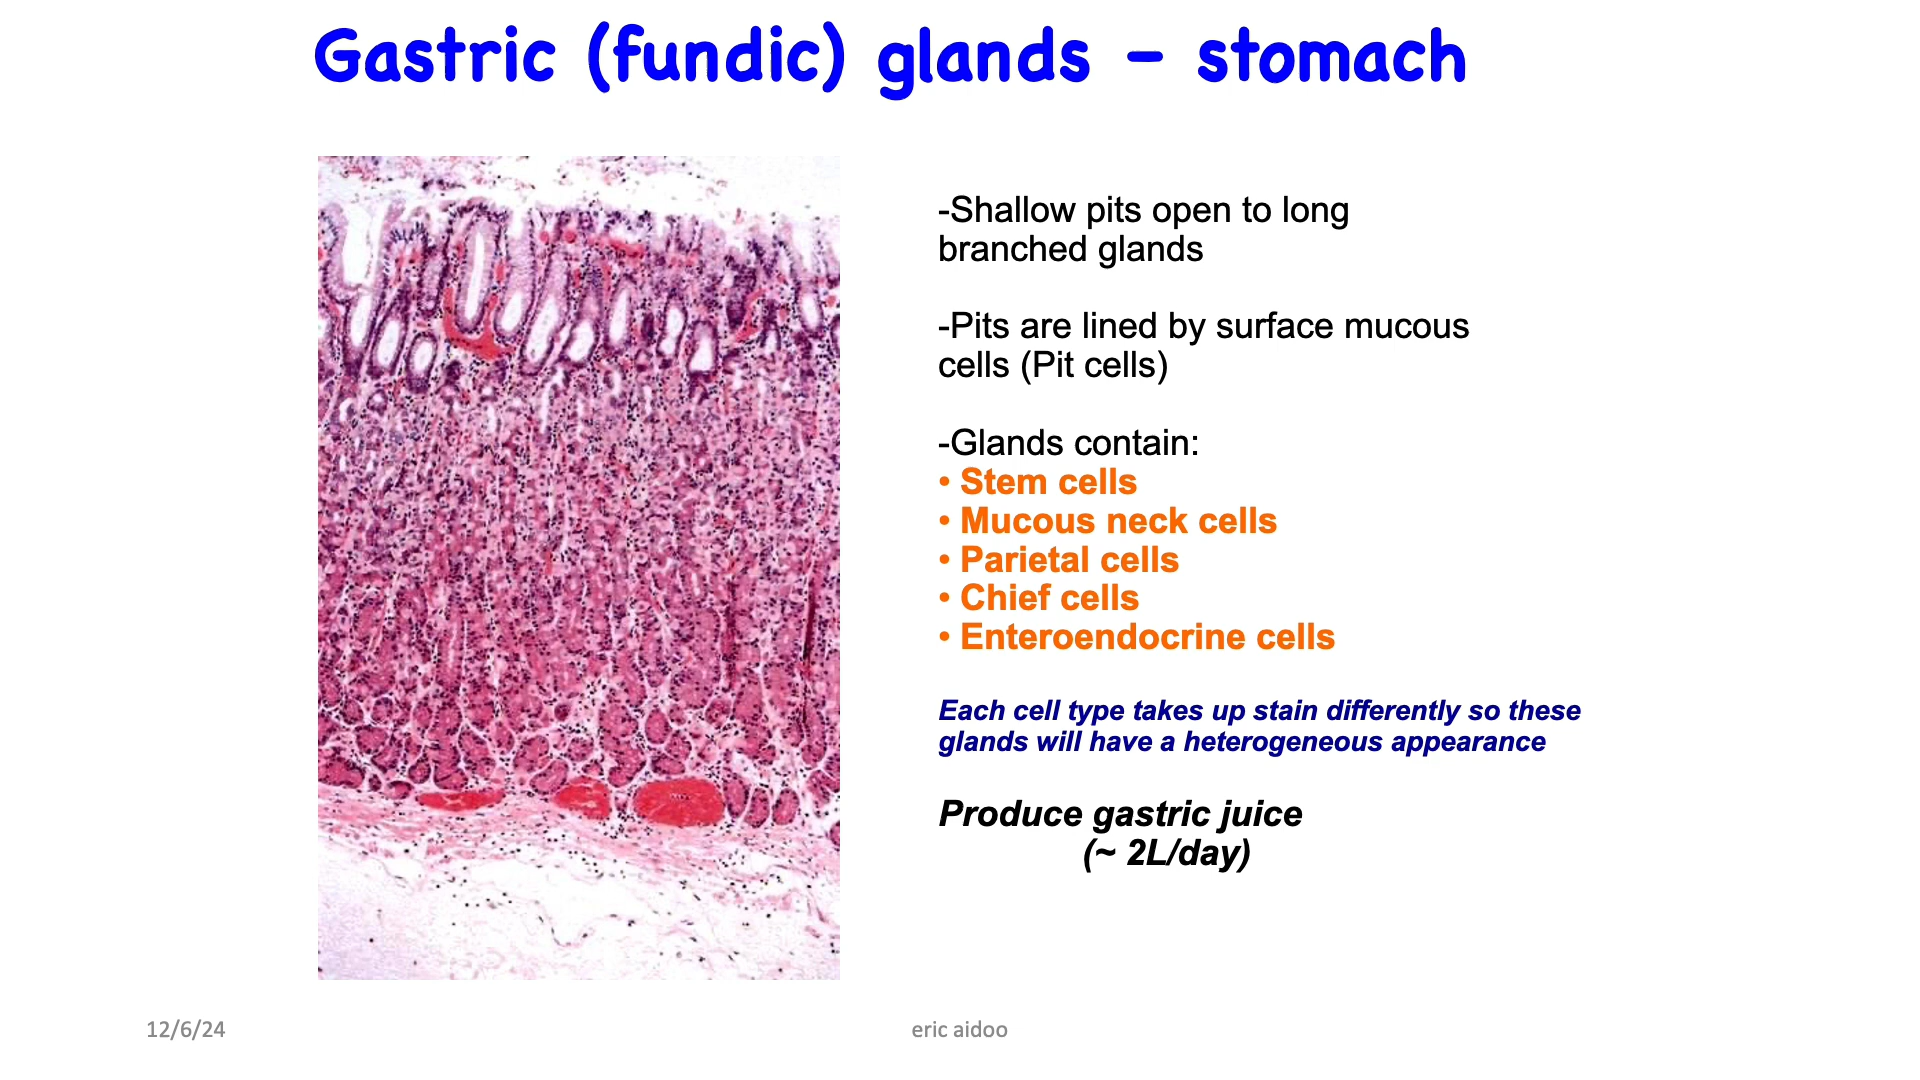 Gastric (fundic) glands – stomach
-Shallow pits open to long
branched glands
-Pits are lined by surface mucous
cells (Pit cells)
-Glands contain:
• Stem cells
• Mucous neck cells
• Parietal cells
• Chief cells
• Enteroendocrine cells
Each cell type takes up stain differently so these
glands will have a heterogeneous appearance
Produce gastric juice
(~ 2L/day)
12/6/24
eric aidoo